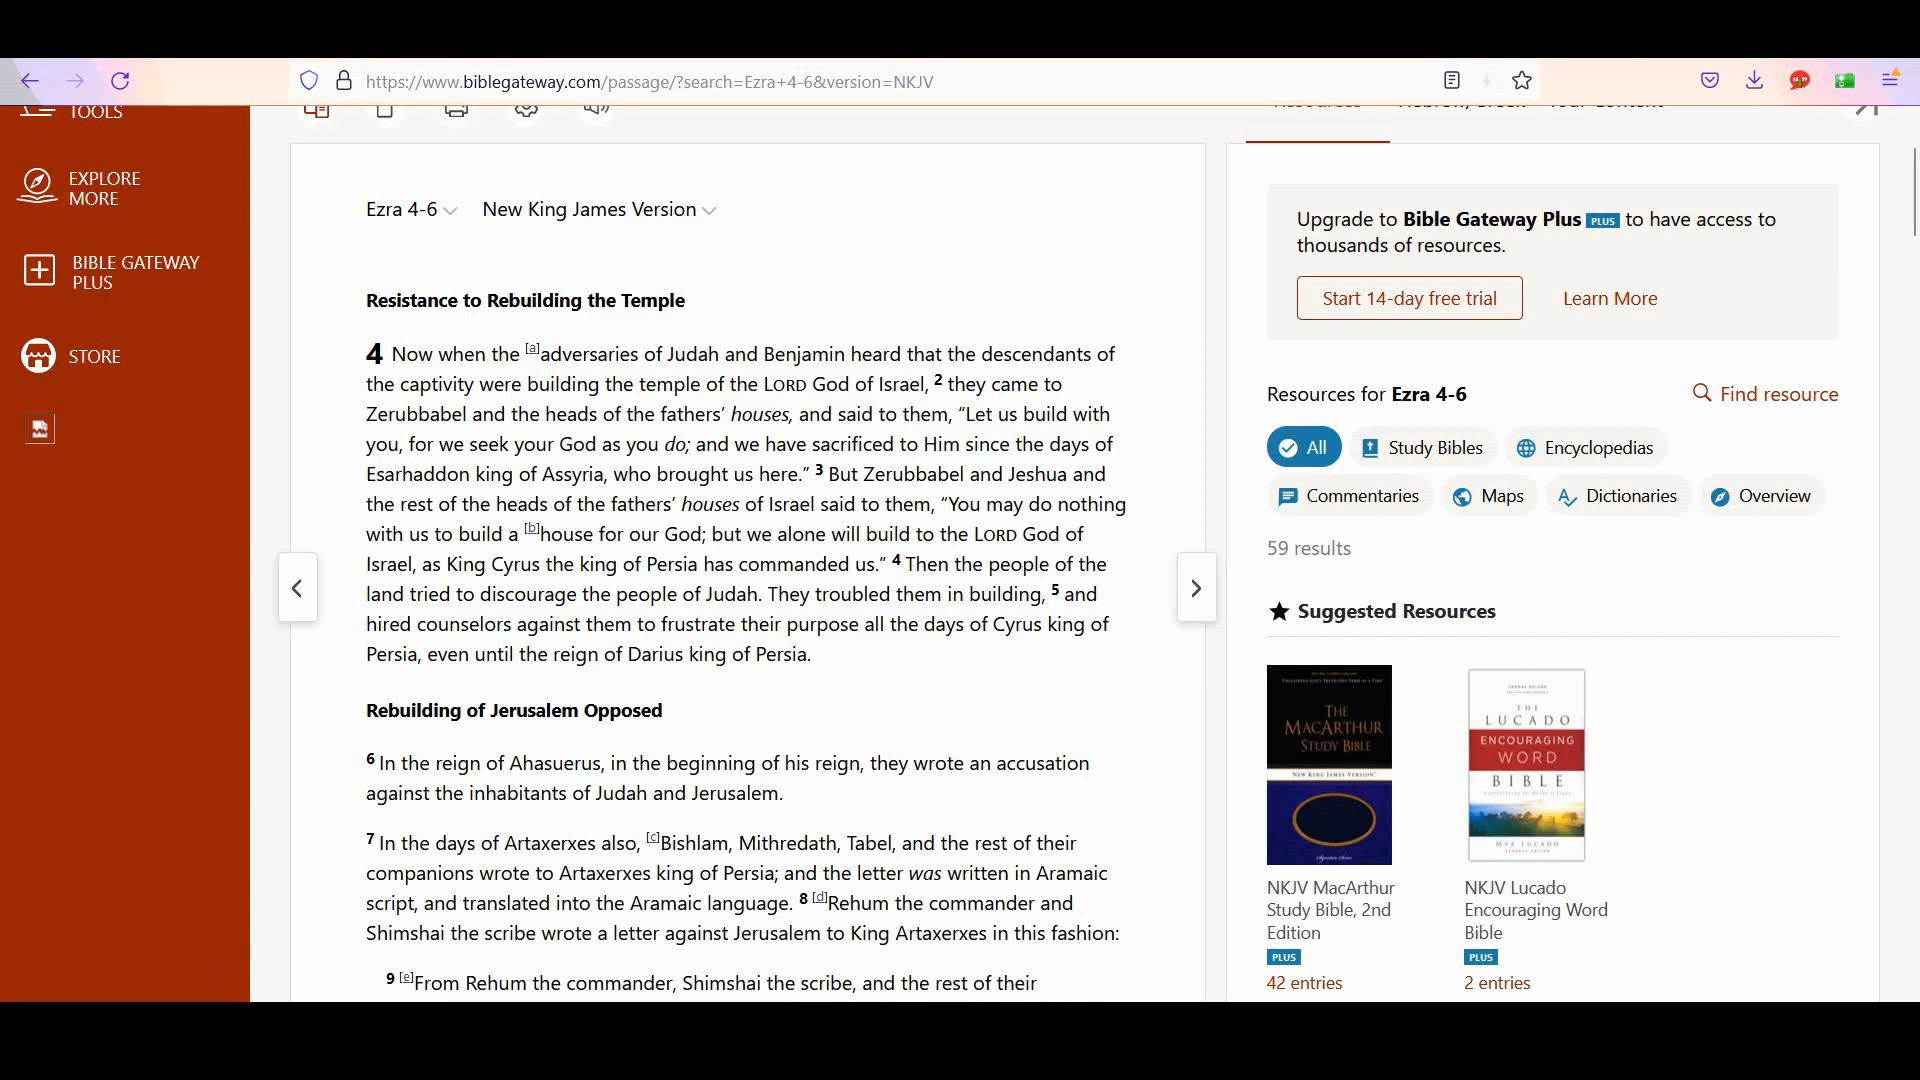 https://www.biblegateway.com/passage/?search=Ezra+4-6&version=NKJV
TOOLS
EXPLORE
MORE
BIBLE GATEWAY
PLUS
STORE
Ezra 4-6 New King James Version
Resistance to Rebuilding the Temple
4 Now when the [a]adversaries of Judah and Benjamin heard that the descendants of
the captivity were building the temple of the LORD God of Israel, 2 they came to
Zerubbabel and the heads of the fathers’ houses, and said to them, “Let us build with
you, for we seek your God as you do; and we have sacrificed to Him since the days of
Esarhaddon king of Assyria, who brought us here.” 3 But Zerubbabel and Jeshua and
the rest of the heads of the fathers’ houses of Israel said to them, “You may do nothing
with us to build a [b]house for our God; but we alone will build to the LORD God of
Israel, as King Cyrus the king of Persia has commanded us.” 4 Then the people of the
land tried to discourage the people of Judah. They troubled them in building, 5 and
hired counselors against them to frustrate their purpose all the days of Cyrus king of
Persia, even until the reign of Darius king of Persia.
Rebuilding of Jerusalem Opposed
6 In the reign of Ahasuerus, in the beginning of his reign, they wrote an accusation
against the inhabitants of Judah and Jerusalem.
7 In the days of Artaxerxes also, [c]Bishlam, Mithredath, Tabel, and the rest of their
companions wrote to Artaxerxes king of Persia; and the letter was written in Aramaic
script, and translated into the Aramaic language. 8 [d]Rehum the commander and
Shimshai the scribe wrote a letter against Jerusalem to King Artaxerxes in this fashion:
9 [e]From Rehum the commander, Shimshai the scribe, and the rest of their
Upgrade to Bible Gateway Plus PLUS to have access to
thousands of resources.
Start 14-day free trial Learn More
Resources for Ezra 4-6 Find resource
All Study Bibles Encyclopedias
Commentaries Maps Dictionaries Overview
59 results
Suggested Resources
THE
MACARTHUR
STUDY BIBLE
NEW KING JAMES VERSION
THE
LUCADO
ENCOURAGING
WORD
BIBLE
MAX LUCADO
GENERAL EDITOR
NKJV MacArthur
Study Bible, 2nd
Edition
PLUS
42 entries
NKJV Lucado
Encouraging Word
Bible
PLUS
2 entries